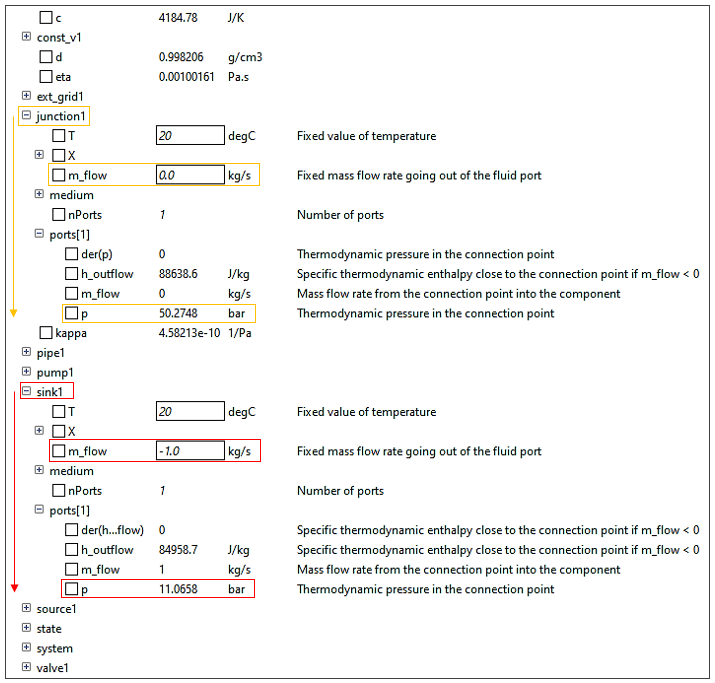 c 4184.78 J/K
const_v1
d 0.998206 g/cm3
eta 0.00100161 Pa.s
ext_grid1
junction1
T 20 degC Fixed value of temperature
X
m_flow 0.0 kg/s Fixed mass flow rate going out of the fluid port
medium
nPorts 1 Number of ports
ports[1]
der(p) 0 Thermodynamic pressure in the connection point
h_outflow 88638.6 J/kg Specific thermodynamic enthalpy close to the connection point if m_flow < 0
m_flow 0 kg/s Mass flow rate from the connection point into the component
p 50.2748 bar Thermodynamic pressure in the connection point
kappa 4.58213e-10 1/Pa
pipe1
pump1
sink1
T 20 degC Fixed value of temperature
X
m_flow -1.0 kg/s Fixed mass flow rate going out of the fluid port
medium
nPorts 1 Number of ports
ports[1]
der(h...flow) 0 Specific thermodynamic enthalpy close to the connection point if m_flow < 0
h_outflow 84958.7 J/kg Specific thermodynamic enthalpy close to the connection point if m_flow < 0
m_flow 1 kg/s Mass flow rate from the connection point into the component
p 11.0658 bar Thermodynamic pressure in the connection point
source1
state
system
valve1